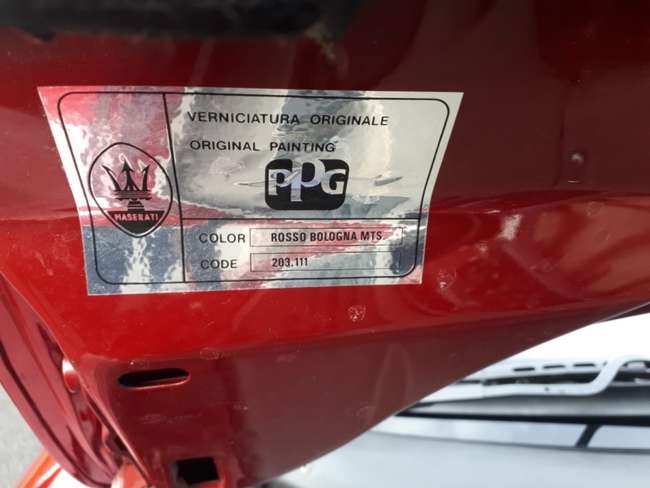 VERNICIATURA ORIGINALE
ORIGINAL PAINTING
PPG
MASERATI
COLOR ROSSO BOLOGNA MTS.
CODE 203.111